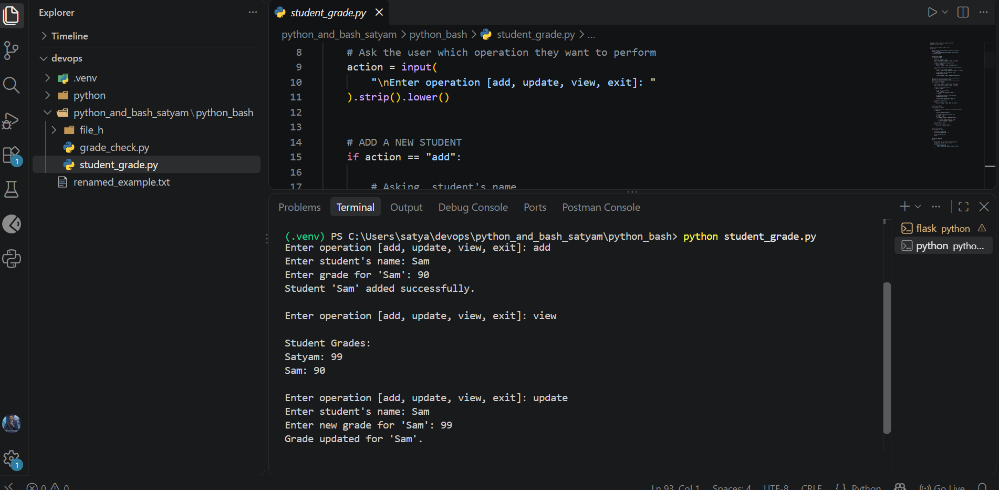 Explorer
Timeline
devops
.venv
python
python_and_bash_satyam\python_bash
file_h
grade_check.py
student_grade.py
renamed_example.txt
1
1
student_grade.py
python_and_bash_satyam > python_bash > student_grade.py > ...
8 # Ask the user which operation they want to perform
9 action = input(
10 "\nEnter operation [add, update, view, exit]: "
11 ).strip().lower()
12
13
14 # ADD A NEW STUDENT
15 if action == "add":
16
17 # Asking student's name
Problems Terminal Output Debug Console Ports Postman Console
(.venv) PS C:\Users\satya\devops\python_and_bash_satyam\python_bash> python student_grade.py
Enter operation [add, update, view, exit]: add
Enter student's name: Sam
Enter grade for 'Sam': 90
Student 'Sam' added successfully.
Enter operation [add, update, view, exit]: view
Student Grades:
Satyam: 99
Sam: 90
Enter operation [add, update, view, exit]: update
Enter student's name: Sam
Enter new grade for 'Sam': 99
Grade updated for 'Sam'.
flask python
python pytho...
0 0
Ln 93, Col 1 Spaces: 4 UTF-8 CRLF { } Python Go Live